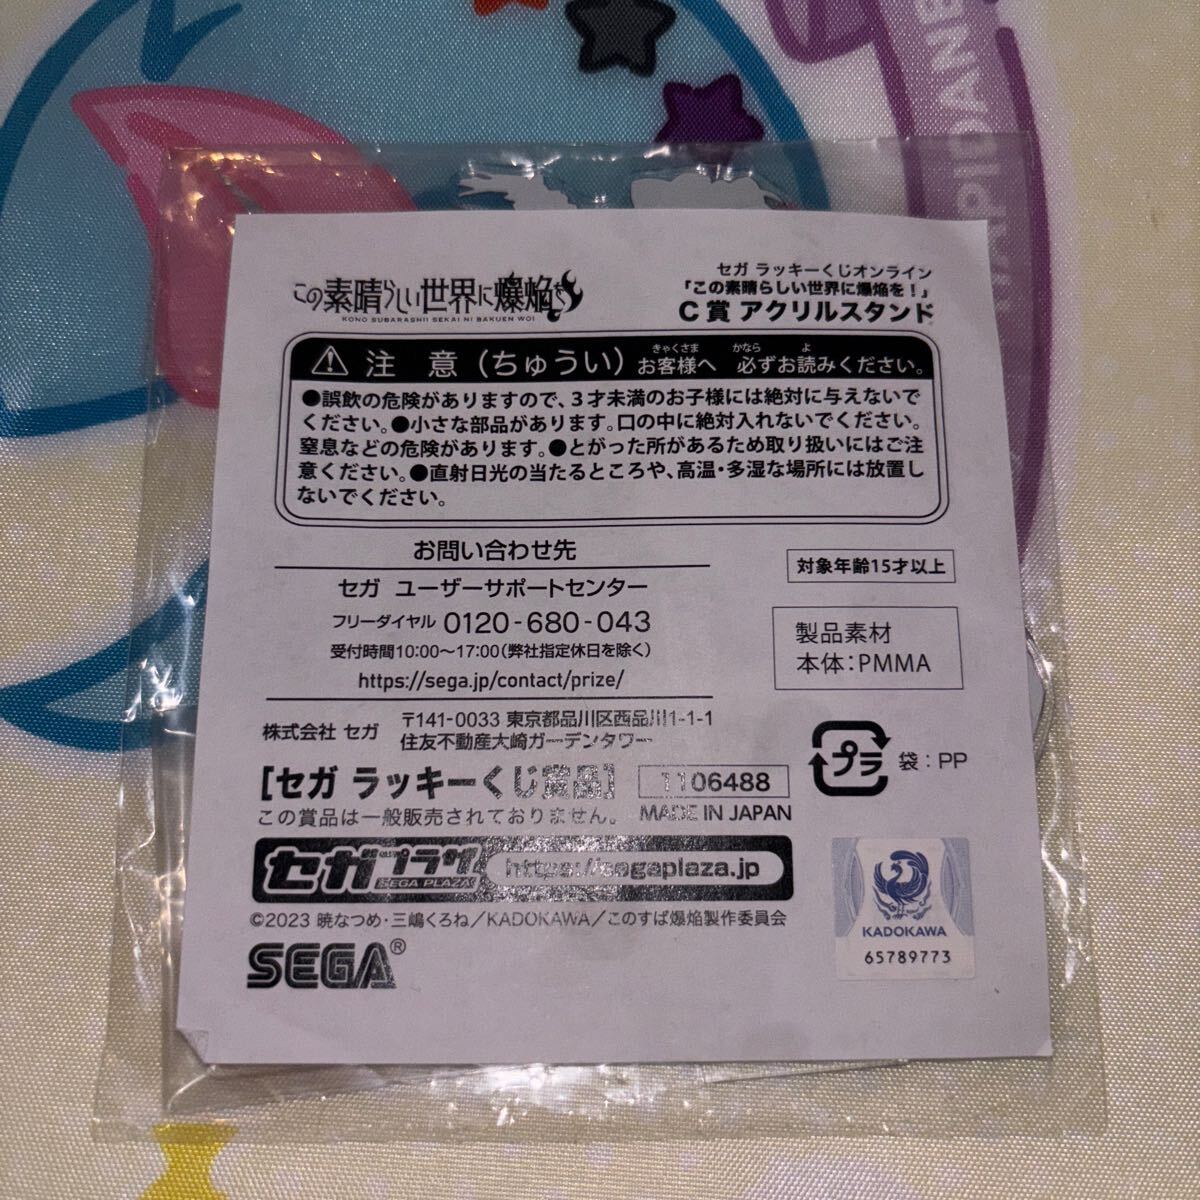 この素晴らしい世界に爆焔を!
KONO SUBARASHII SEKAI NI BAKUEN WO!
セガ ラッキーくじオンライン
「この素晴らしい世界に爆焔を！」
C賞 アクリルスタンド
注 意（ちゅうい）お客様へ 必ずお読みください。
きゃくさま かなら よ
●誤飲の危険がありますので、3才未満のお子様には絶対に与えないで
ください。●小さな部品があります。口の中に絶対入れないでください。
窒息などの危険があります。●とがった所があるため取り扱いにはご注
意ください。●直射日光の当たるところや、高温・多湿な場所には放置し
ないでください。
お問い合わせ先
セガ ユーザーサポートセンター
フリーダイヤル 0120-680-043
受付時間10:00〜17:00（弊社指定休日を除く）
https://sega.jp/contact/prize/
対象年齢15才以上
製品素材
本体：PMMA
株式会社 セガ
〒141-0033 東京都品川区西品川1-1-1
住友不動産大崎ガーデンタワー
プラ
袋：PP
［セガ ラッキーくじ賞品］
1106488
この賞品は一般販売されておりません。
MADE IN JAPAN
セガプラザ
SEGA PLAZA
https://segaplaza.jp
©2023 暁なつめ・三嶋くろね／KADOKAWA／このすば爆焔製作委員会
SEGA®
KADOKAWA
65789773